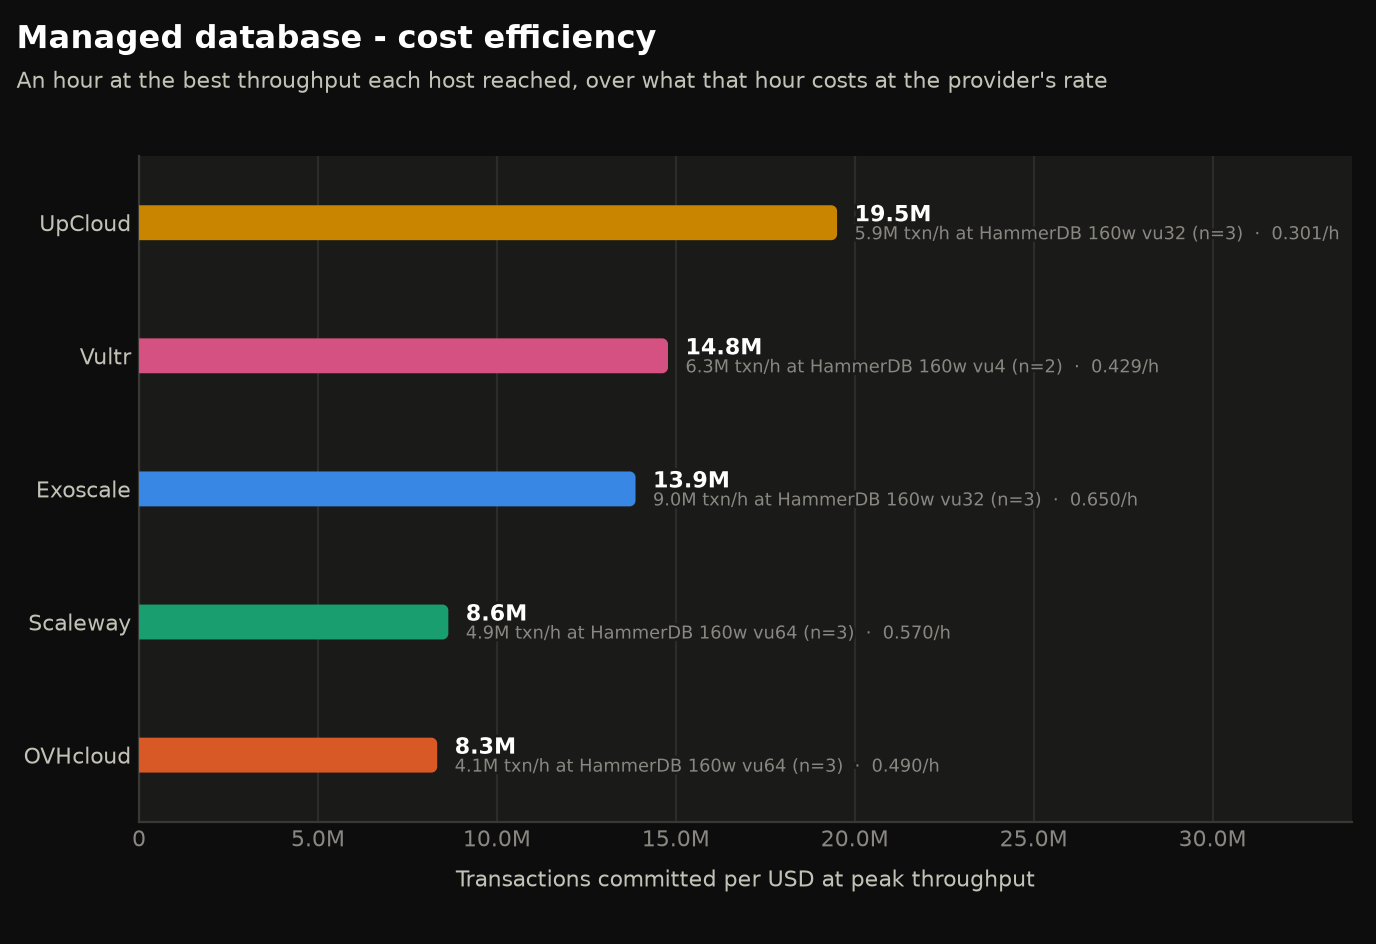 Managed database - cost efficiency
An hour at the best throughput each host reached, over what that hour costs at the provider's rate
UpCloud
19.5M
5.9M txn/h at HammerDB 160w vu32 (n=3) · 0.301/h
Vultr
14.8M
6.3M txn/h at HammerDB 160w vu4 (n=2) · 0.429/h
Exoscale
13.9M
9.0M txn/h at HammerDB 160w vu32 (n=3) · 0.650/h
Scaleway
8.6M
4.9M txn/h at HammerDB 160w vu64 (n=3) · 0.570/h
OVHcloud
8.3M
4.1M txn/h at HammerDB 160w vu64 (n=3) · 0.490/h
0 5.0M 10.0M 15.0M 20.0M 25.0M 30.0M
Transactions committed per USD at peak throughput